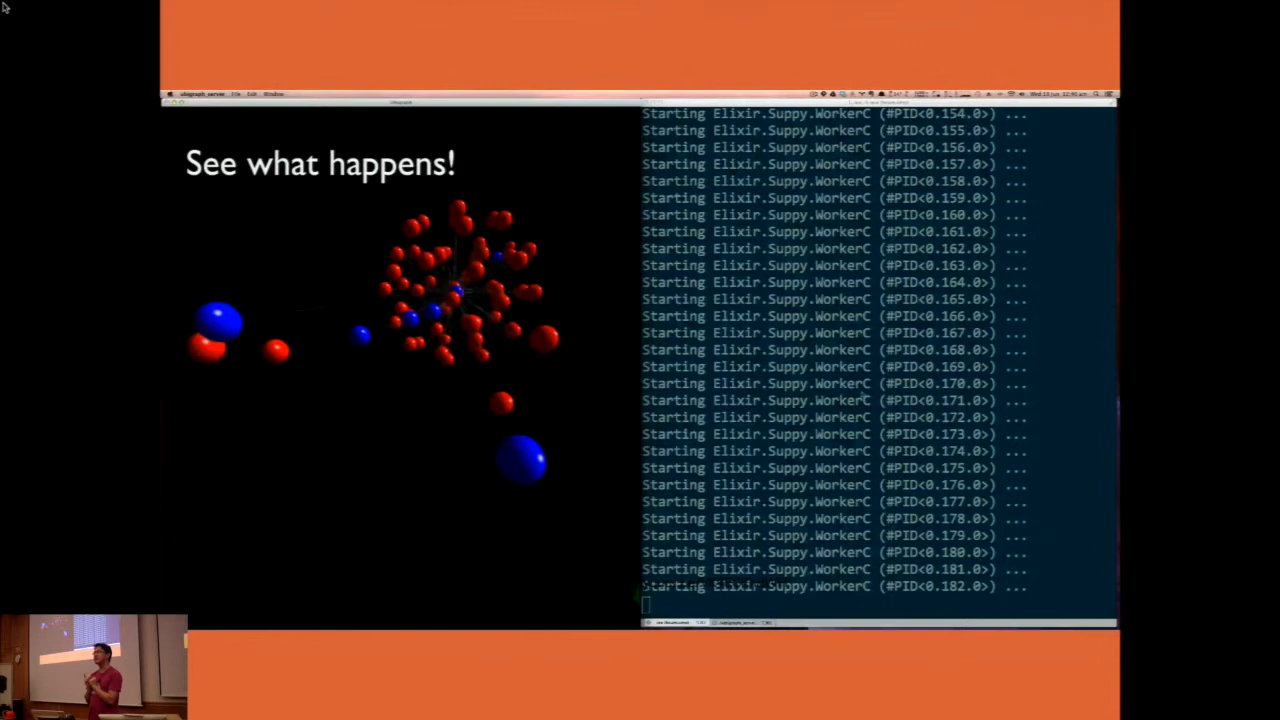 ubigraph_server File Edit Window
See what happens!
Starting Elixir.Suppy.WorkerC (#PID<0.154.0>) ...
Starting Elixir.Suppy.WorkerC (#PID<0.155.0>) ...
Starting Elixir.Suppy.WorkerC (#PID<0.156.0>) ...
Starting Elixir.Suppy.WorkerC (#PID<0.157.0>) ...
Starting Elixir.Suppy.WorkerC (#PID<0.158.0>) ...
Starting Elixir.Suppy.WorkerC (#PID<0.159.0>) ...
Starting Elixir.Suppy.WorkerC (#PID<0.160.0>) ...
Starting Elixir.Suppy.WorkerC (#PID<0.161.0>) ...
Starting Elixir.Suppy.WorkerC (#PID<0.162.0>) ...
Starting Elixir.Suppy.WorkerC (#PID<0.163.0>) ...
Starting Elixir.Suppy.WorkerC (#PID<0.164.0>) ...
Starting Elixir.Suppy.WorkerC (#PID<0.165.0>) ...
Starting Elixir.Suppy.WorkerC (#PID<0.166.0>) ...
Starting Elixir.Suppy.WorkerC (#PID<0.167.0>) ...
Starting Elixir.Suppy.WorkerC (#PID<0.168.0>) ...
Starting Elixir.Suppy.WorkerC (#PID<0.169.0>) ...
Starting Elixir.Suppy.WorkerC (#PID<0.170.0>) ...
Starting Elixir.Suppy.WorkerC (#PID<0.171.0>) ...
Starting Elixir.Suppy.WorkerC (#PID<0.172.0>) ...
Starting Elixir.Suppy.WorkerC (#PID<0.173.0>) ...
Starting Elixir.Suppy.WorkerC (#PID<0.174.0>) ...
Starting Elixir.Suppy.WorkerC (#PID<0.175.0>) ...
Starting Elixir.Suppy.WorkerC (#PID<0.176.0>) ...
Starting Elixir.Suppy.WorkerC (#PID<0.177.0>) ...
Starting Elixir.Suppy.WorkerC (#PID<0.178.0>) ...
Starting Elixir.Suppy.WorkerC (#PID<0.179.0>) ...
Starting Elixir.Suppy.WorkerC (#PID<0.180.0>) ...
Starting Elixir.Suppy.WorkerC (#PID<0.181.0>) ...
Starting Elixir.Suppy.WorkerC (#PID<0.182.0>) ...